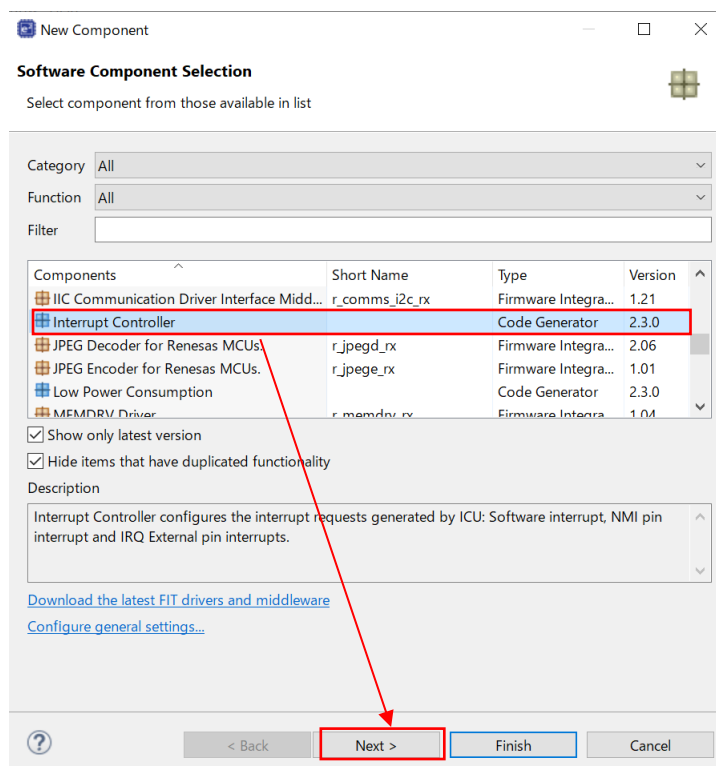 New Component
Software Component Selection
Select component from those available in list
Category All
Function All
Filter
Components Short Name Type Version
IIC Communication Driver Interface Midd... r_comms_i2c_rx Firmware Integra... 1.21
Interrupt Controller Code Generator 2.3.0
JPEG Decoder for Renesas MCUs. r_jpegd_rx Firmware Integra... 2.06
JPEG Encoder for Renesas MCUs. r_jpege_rx Firmware Integra... 1.01
Low Power Consumption Code Generator 2.3.0
MEMDRV Driver r_memdrv_rx Firmware Integra... 1.04
Show only latest version
Hide items that have duplicated functionality
Description
Interrupt Controller configures the interrupt requests generated by ICU: Software interrupt, NMI pin
interrupt and IRQ External pin interrupts.
Download the latest FIT drivers and middleware
Configure general settings...
? < Back Next > Finish Cancel